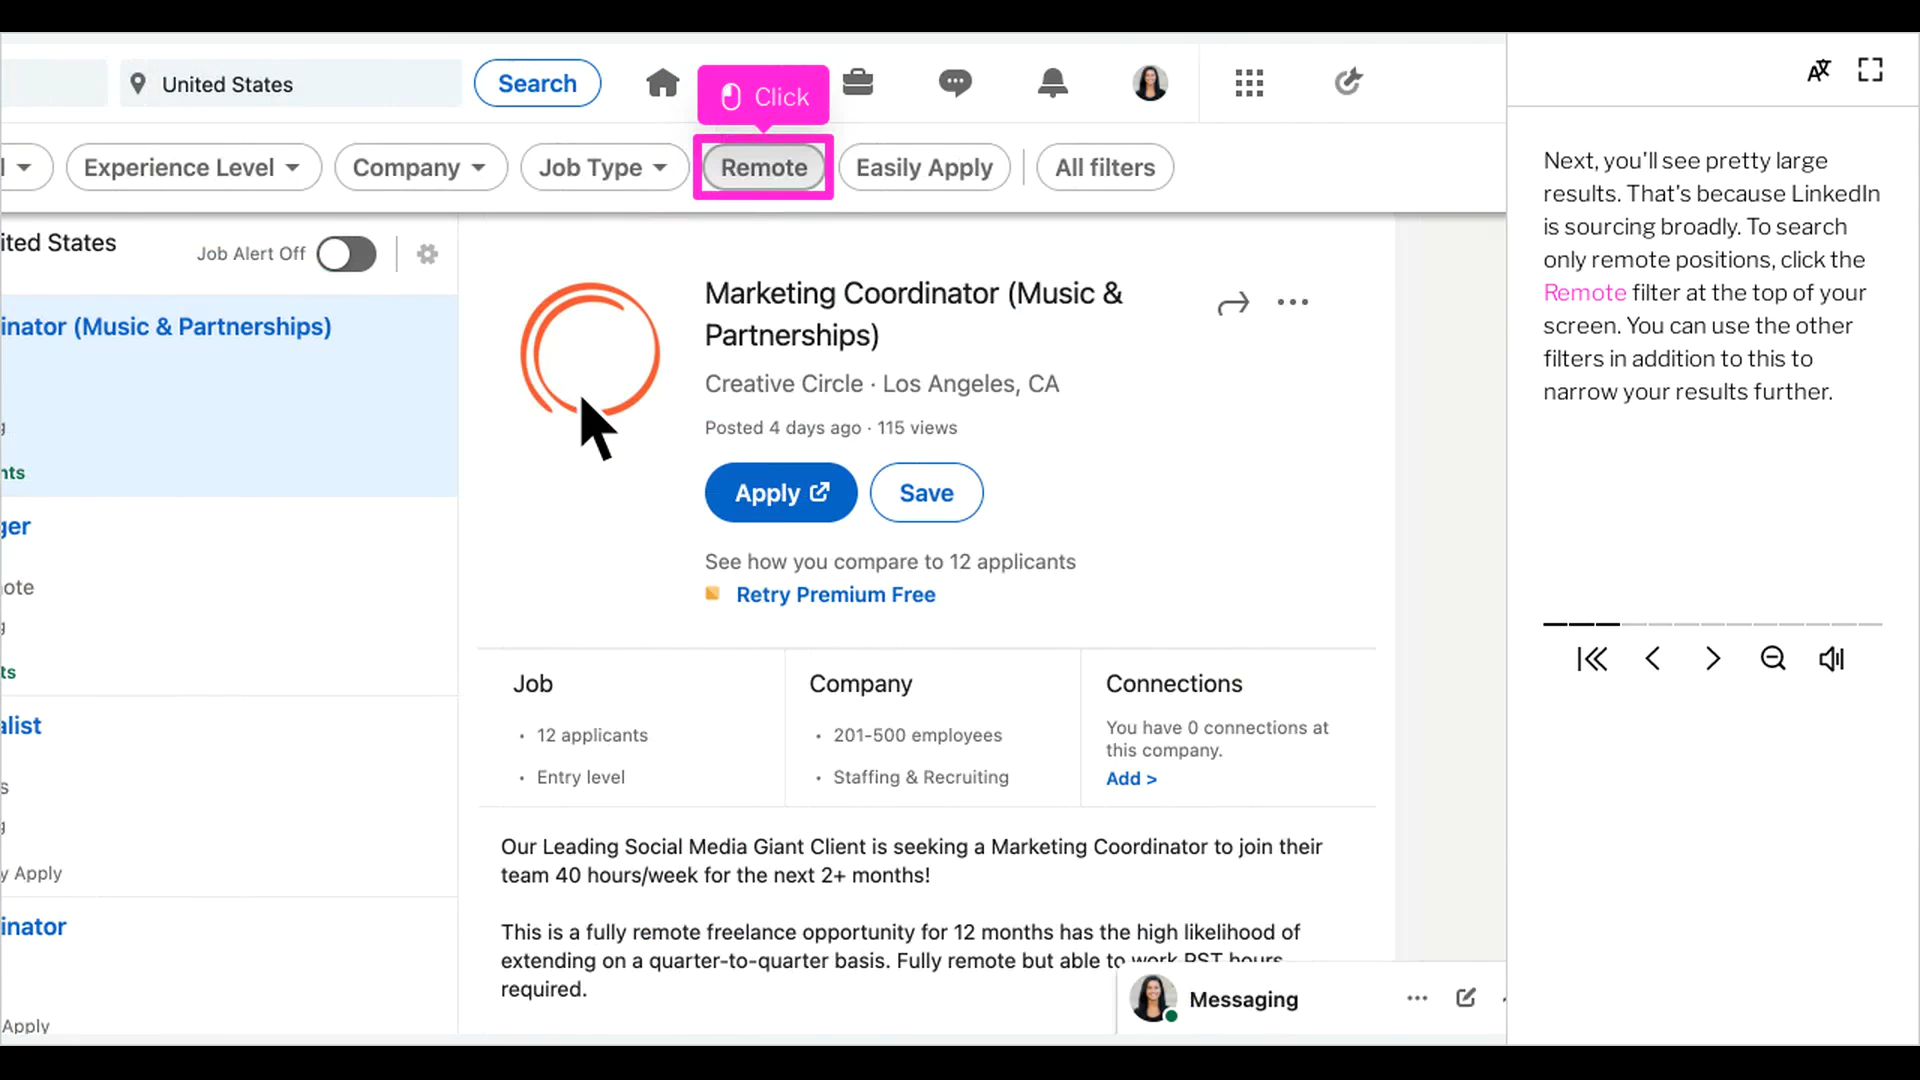 United States
Search
Click
Experience Level
Company
Job Type
Remote
Easily Apply
All filters
ited States
Job Alert Off
inator (Music & Partnerships)
nts
ger
ote
g
ts
alist
s
g
y Apply
inator
Apply
Marketing Coordinator (Music &
Partnerships)
Creative Circle · Los Angeles, CA
Posted 4 days ago · 115 views
Apply
Save
See how you compare to 12 applicants
Retry Premium Free
Job
• 12 applicants
• Entry level
Company
• 201-500 employees
• Staffing & Recruiting
Connections
You have 0 connections at
this company.
Add >
Our Leading Social Media Giant Client is seeking a Marketing Coordinator to join their
team 40 hours/week for the next 2+ months!
This is a fully remote freelance opportunity for 12 months has the high likelihood of
extending on a quarter-to-quarter basis. Fully remote but able to work PST hours
required.
Messaging
Next, you'll see pretty large
results. That's because LinkedIn
is sourcing broadly. To search
only remote positions, click the
Remote filter at the top of your
screen. You can use the other
filters in addition to this to
narrow your results further.